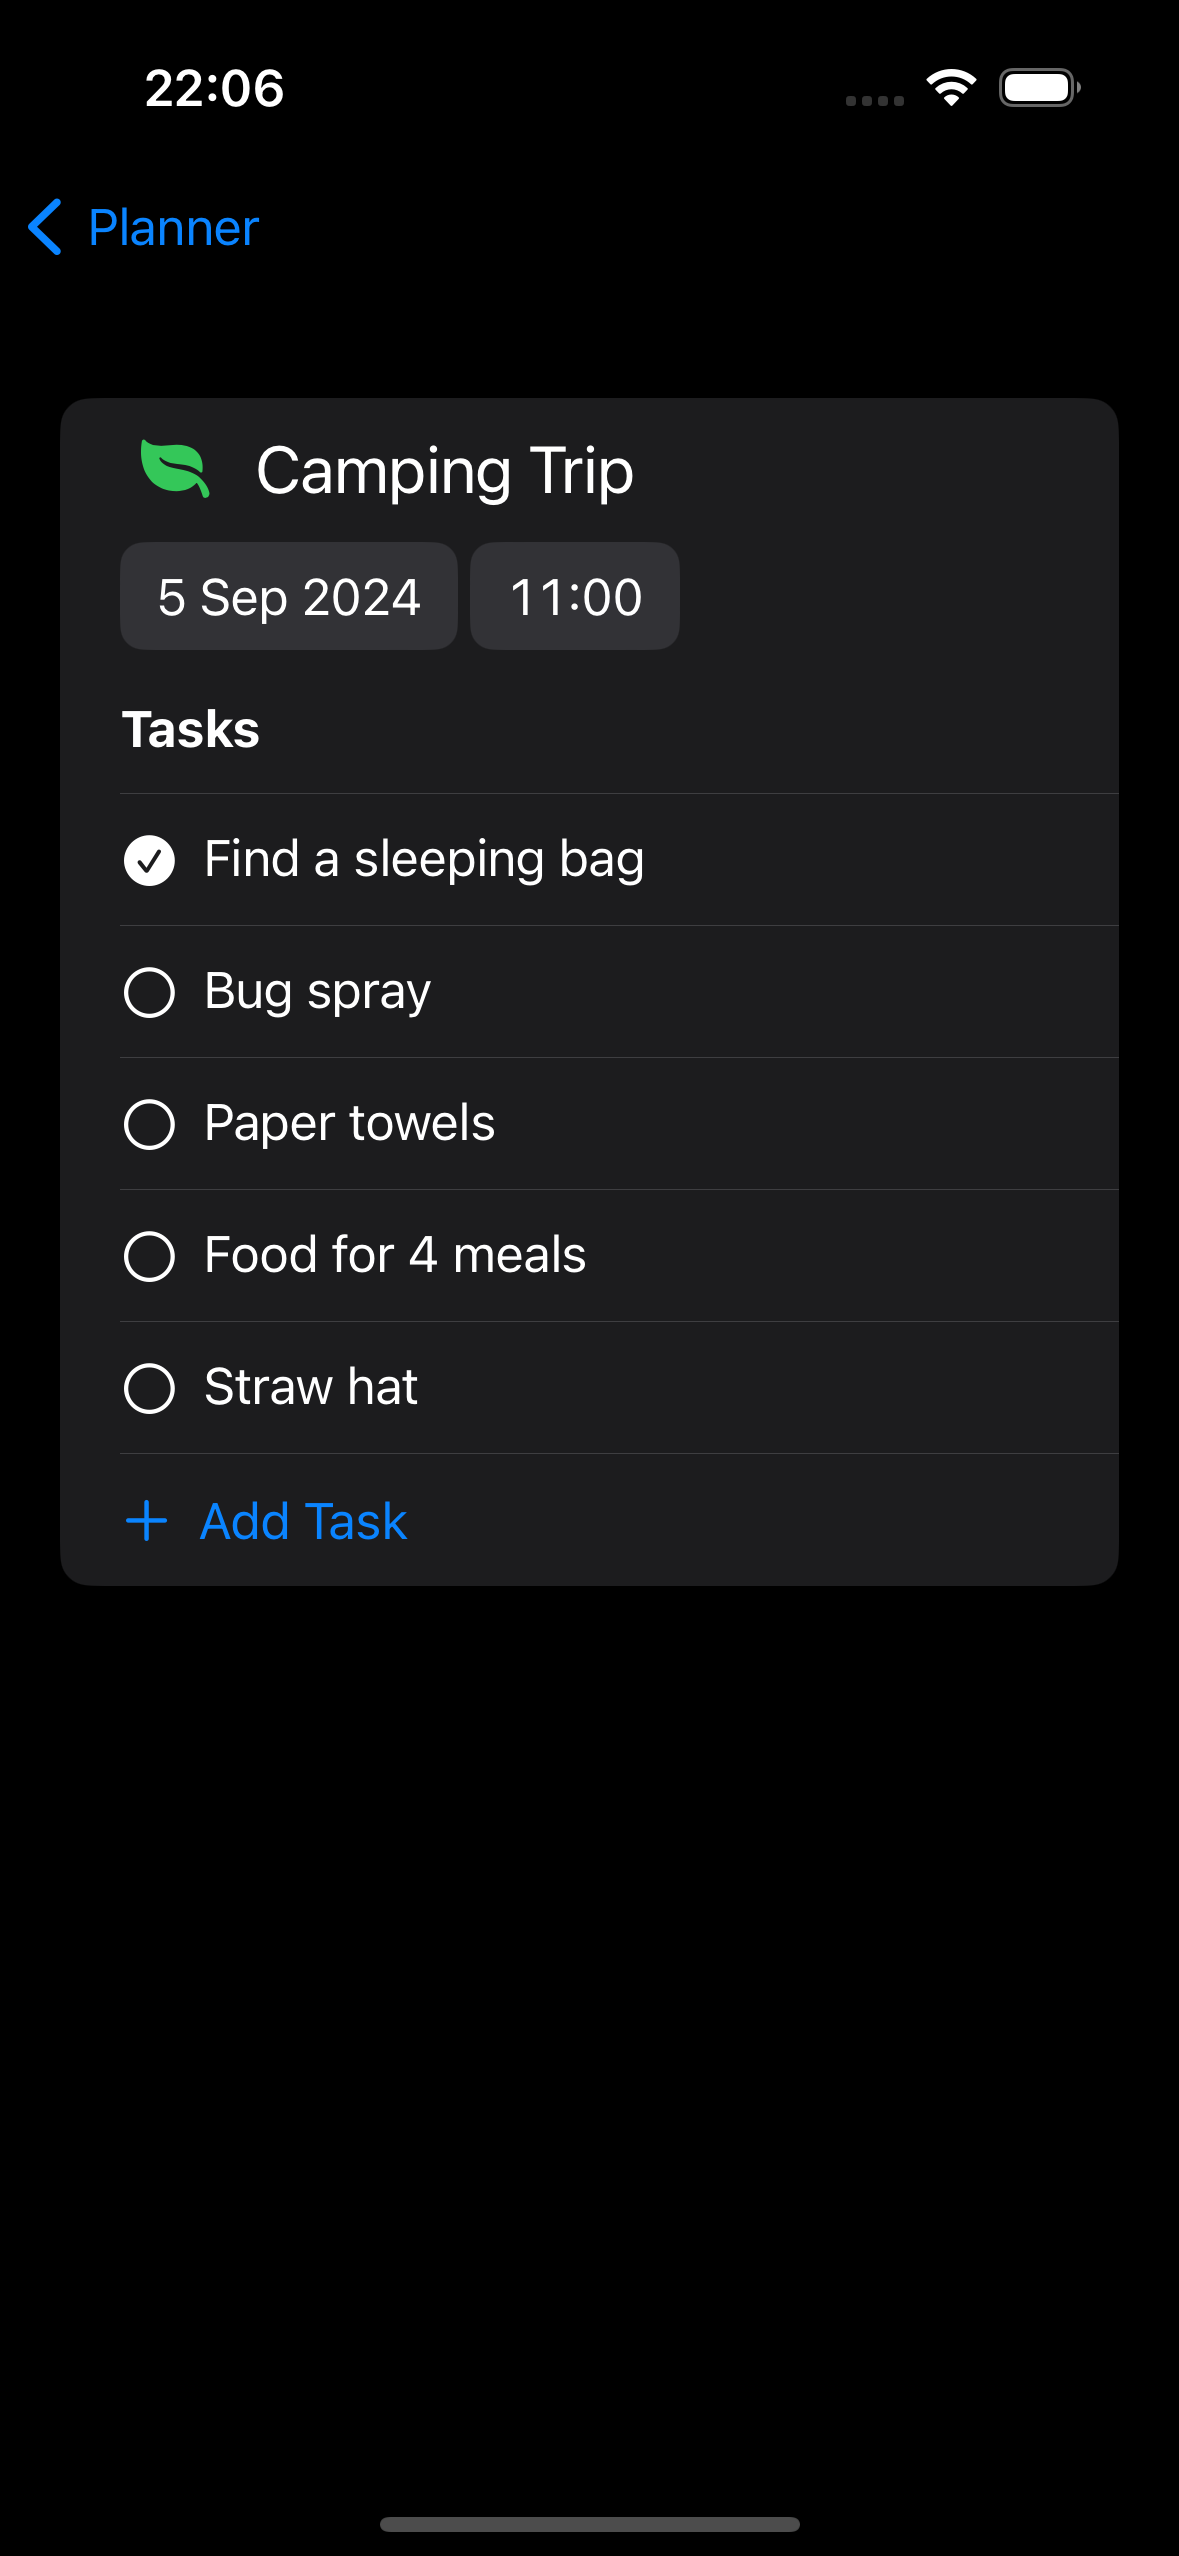 22:06
Planner
Camping Trip
5 Sep 2024 11:00
Tasks
Find a sleeping bag
Bug spray
Paper towels
Food for 4 meals
Straw hat
Add Task